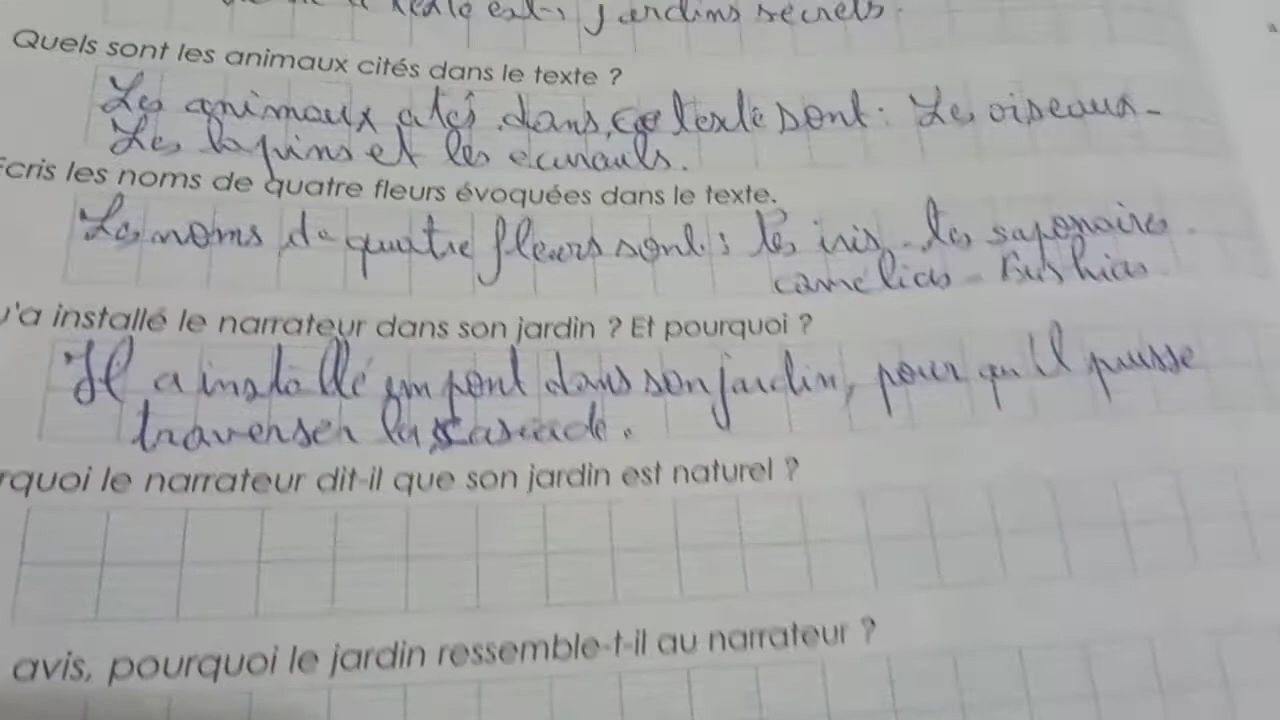 texte est : jardins secrets.
Quels sont les animaux cités dans le texte ?
Les animaux cités dans ce texte sont : Les oiseaux -
Les lapins et les ecureuils.
cris les noms de quatre fleurs évoquées dans le texte.
Les noms de quatre fleurs sont : les iris - les saponaires -
camélias - Fushias
'a installé le narrateur dans son jardin ? Et pourquoi ?
Il a installé un pont dans son jardin, pour qu'il puisse
traverser la cascade.
rquoi le narrateur dit-il que son jardin est naturel ?
avis, pourquoi le jardin ressemble-t-il au narrateur ?